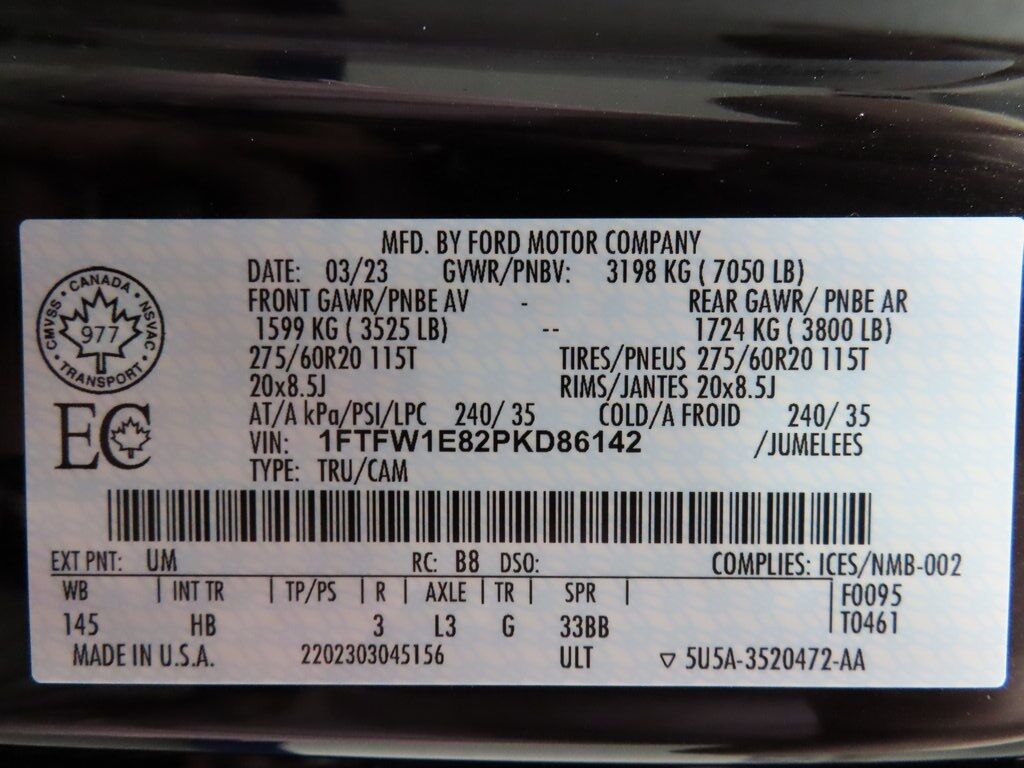 MFD. BY FORD MOTOR COMPANY
DATE: 03/23 GVWR/PNBV: 3198 KG ( 7050 LB)
FRONT GAWR/PNBE AV - REAR GAWR/ PNBE AR
1599 KG ( 3525 LB) -- 1724 KG ( 3800 LB)
275/60R20 115T TIRES/PNEUS 275/60R20 115T
20x8.5J RIMS/JANTES 20x8.5J
AT/A kPa/PSI/LPC 240/ 35 COLD/A FROID 240/ 35
VIN: 1FTFW1E82PKD86142 /JUMELEES
TYPE: TRU/CAM
CANADA
CMVSS
NSVAC
977
TRANSPORT
EC
EXT PNT: UM RC: B8 DSO: COMPLIES: ICES/NMB-002
WB | INT TR | TP/PS | R | AXLE | TR | SPR | F0095
145 HB 3 L3 G 33BB T0461
MADE IN U.S.A. 2202303045156 ULT ▽ 5U5A-3520472-AA